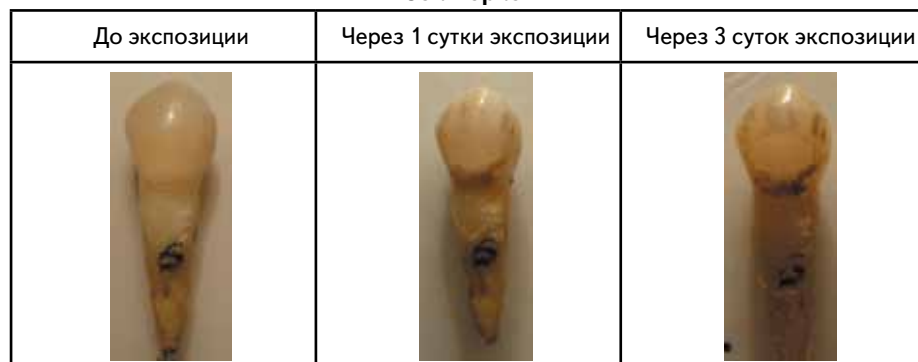 До экспозиции
Через 1 сутки экспозиции
Через 3 суток экспозиции